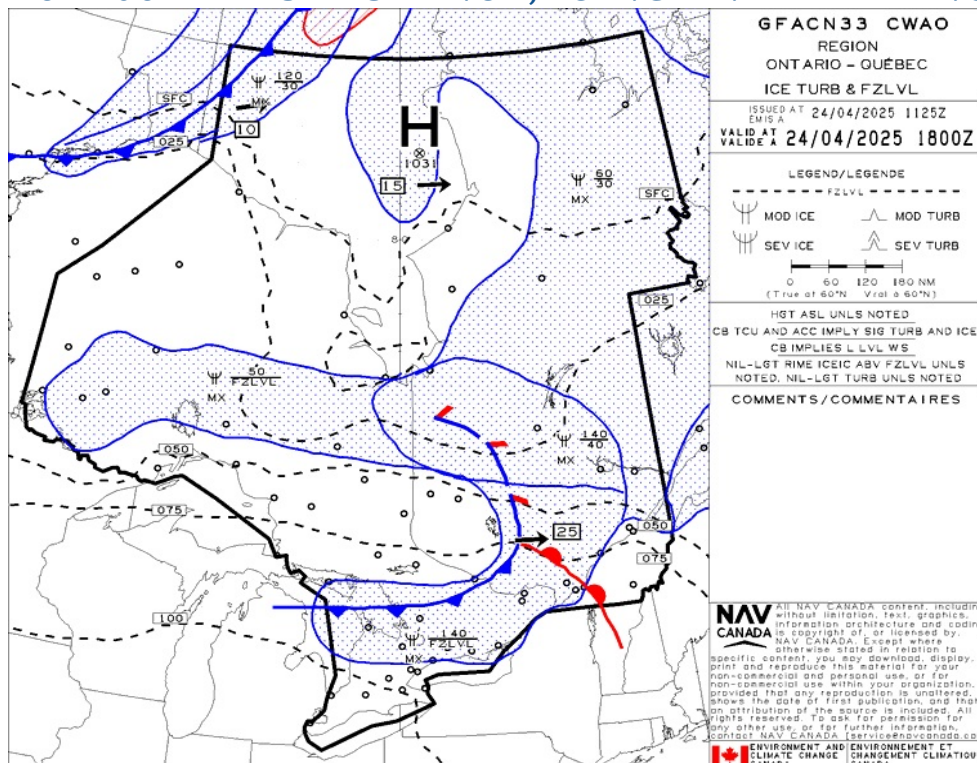 GFACN33 CWAO
REGION
ONTARIO - QUÉBEC
ICE TURB & FZLVL
ISSUED AT 24/04/2025 1125Z
EMIS A
VALID AT 24/04/2025 1800Z
VALIDE A
LEGEND/LÉGENDE
FZLVL
MOD ICE
MOD TURB
SEV ICE
SEV TURB
0 60 120 180 NM
(True at 60°N Vrai à 60°N)
HGT ASL UNLS NOTED
CB TCU AND ACC IMPLY SIG TURB AND ICE
CB IMPLIES L LVL WS
NIL-LGT RIME ICEIC ABV FZLVL UNLS
NOTED. NIL-LGT TURB UNLS NOTED
COMMENTS/COMMENTAIRES
120
30
MX
SFC
10
025
H
1031
15
60
30
MX
SFC
80
025
50
FZLVL
MX
140
40
MX
050
075
25
050
075
100
140
FZLVL
MX
NAV
CANADA
All NAV CANADA content, including
without limitation, text, graphics,
information architecture and coding
is copyright of, or licensed by,
NAV CANADA. Except where
otherwise stated in relation to
specific content, you may download, display,
print and reproduce this material for your
non-commercial and personal use, or for
non-commercial use within your organization,
provided that any reproduction is unaltered,
shows the date of first publication, and that
an attribution of the source is included. All
rights reserved. To ask for permission for
any other use, or for further information,
contact NAV CANADA [service@navcanada.ca
ENVIRONMENT AND
CLIMATE CHANGE
CANADA
ENVIRONNEMENT ET
CHANGEMENT CLIMATIQUE
CANADA